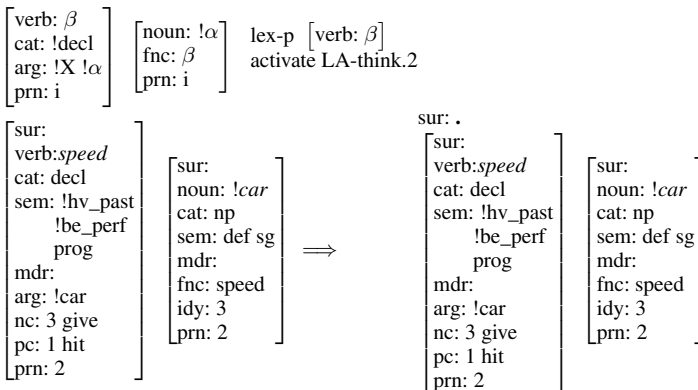 verb: β
cat: !decl
arg: !X !α
prn: i
noun: !α
fnc: β
prn: i
lex-p [verb: β]
activate LA-think.2
sur:
verb:speed
cat: decl
sem: !hv_past
!be_perf
prog
mdr:
arg: !car
nc: 3 give
pc: 1 hit
prn: 2
sur:
noun: !car
cat: np
sem: def sg
mdr:
fnc: speed
idy: 3
prn: 2
⟹
sur: .
sur:
verb:speed
cat: decl
sem: !hv_past
!be_perf
prog
mdr:
arg: !car
nc: 3 give
pc: 1 hit
prn: 2
sur:
noun: !car
cat: np
sem: def sg
mdr:
fnc: speed
idy: 3
prn: 2